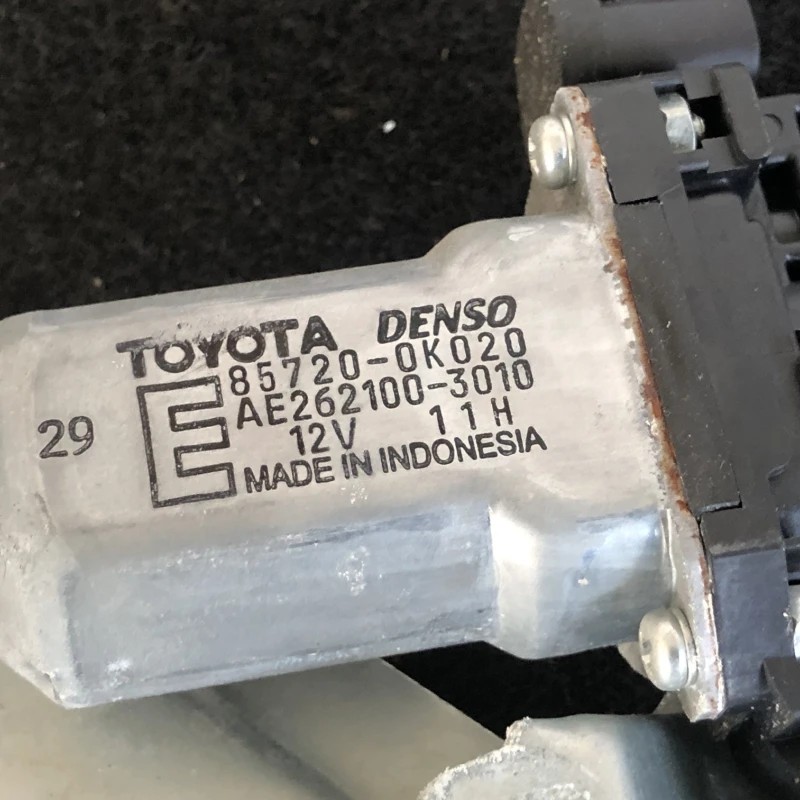 TOYOTA DENSO
85720-0K020
AE262100-3010
12V 11H
MADE IN INDONESIA
E
29